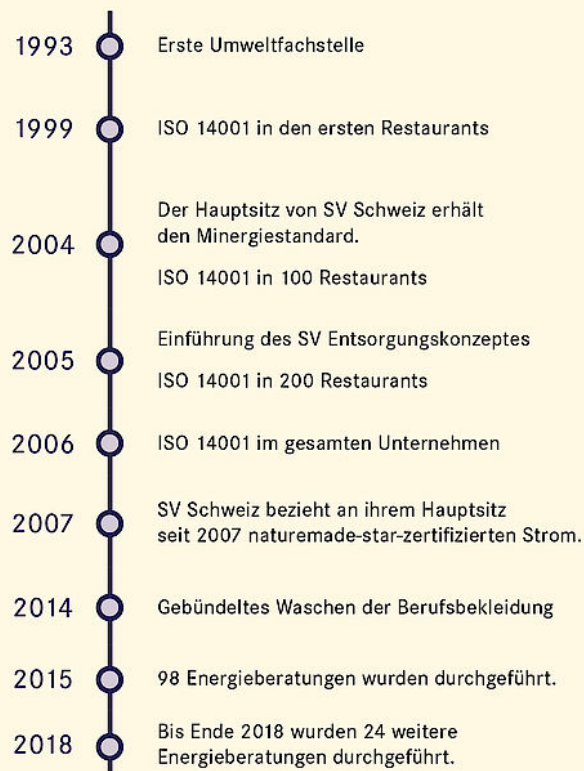 1993
Erste Umweltfachstelle
1999
ISO 14001 in den ersten Restaurants
2004
Der Hauptsitz von SV Schweiz erhält
den Minergiestandard.
ISO 14001 in 100 Restaurants
2005
Einführung des SV Entsorgungskonzeptes
ISO 14001 in 200 Restaurants
2006
ISO 14001 im gesamten Unternehmen
2007
SV Schweiz bezieht an ihrem Hauptsitz
seit 2007 naturemade-star-zertifizierten Strom.
2014
Gebündeltes Waschen der Berufsbekleidung
2015
98 Energieberatungen wurden durchgeführt.
2018
Bis Ende 2018 wurden 24 weitere
Energieberatungen durchgeführt.